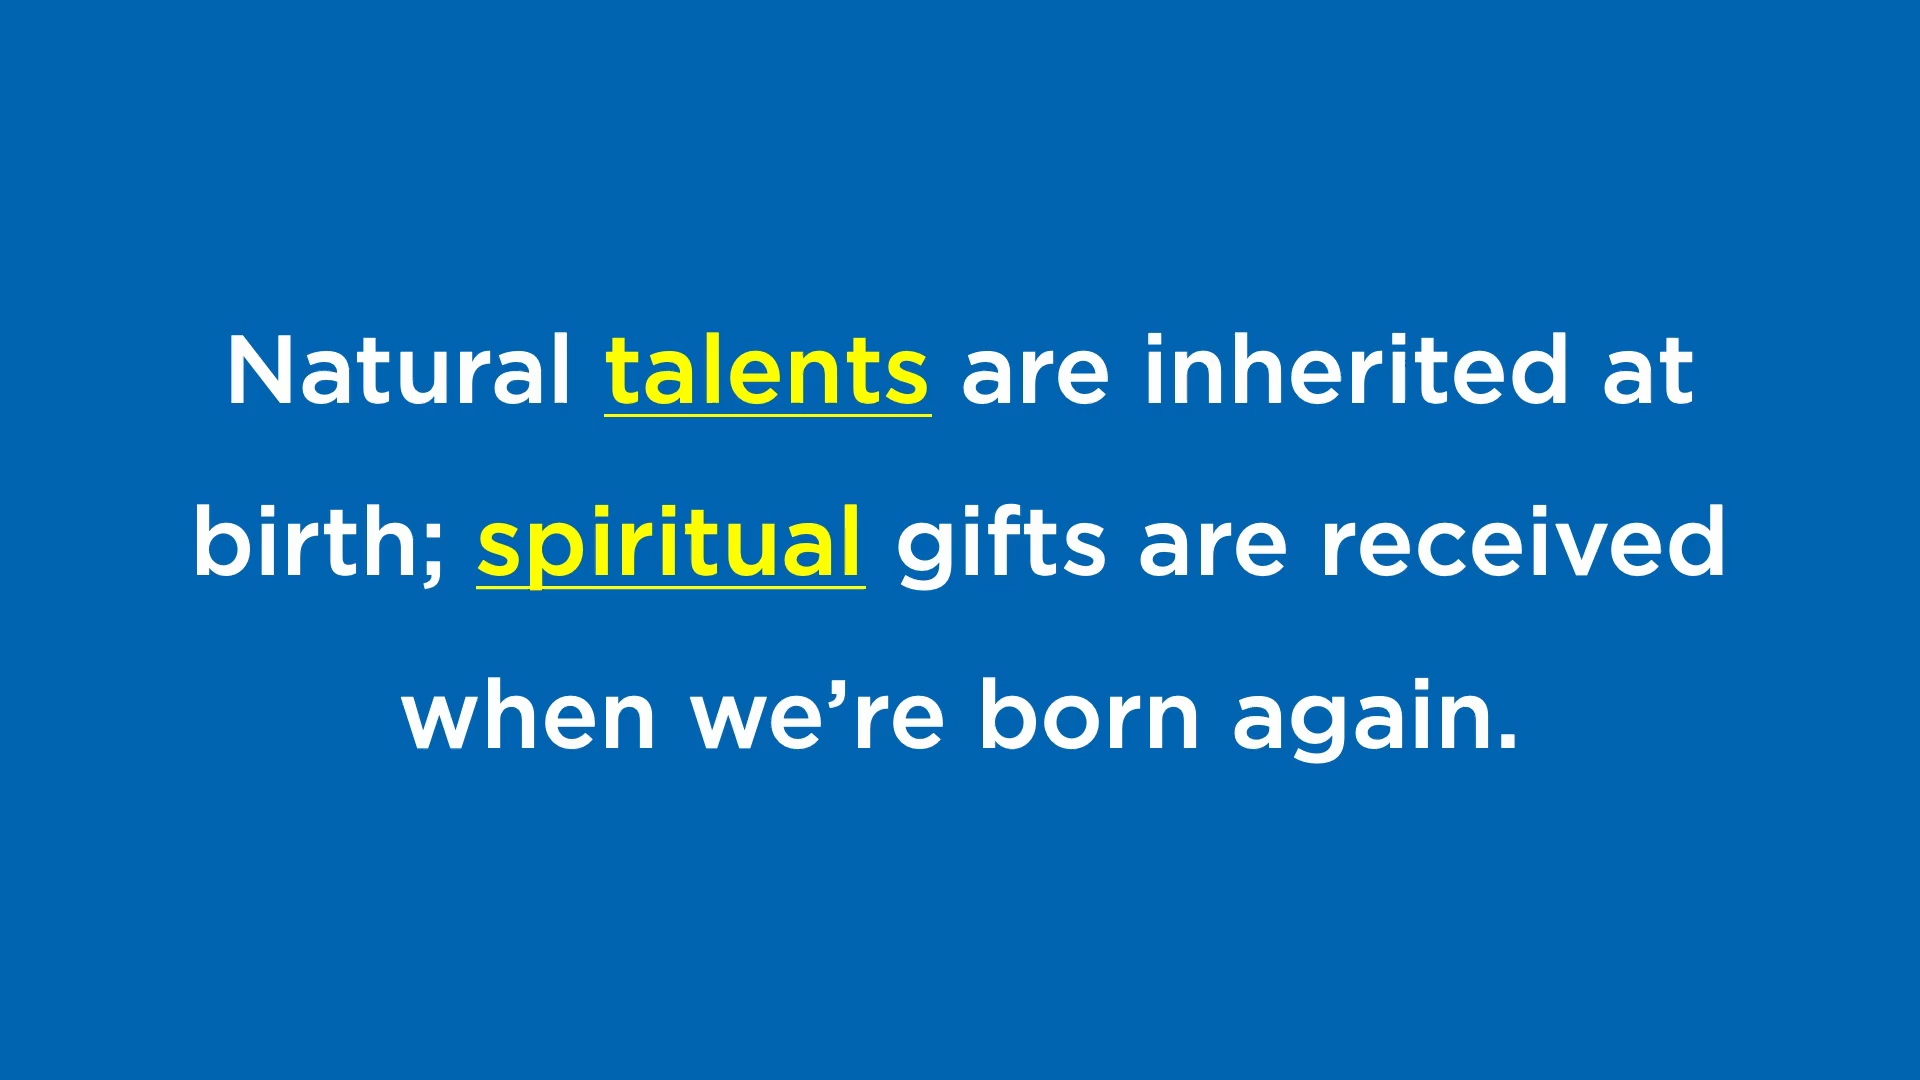 Natural talents are inherited at
birth; spiritual gifts are received
when we’re born again.